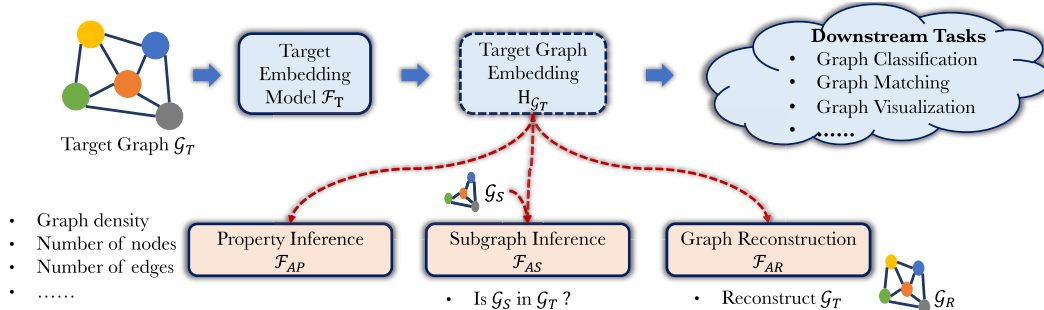 Target Graph 𝒢_T
Target
Embedding
Model ℱ_T
Target Graph
Embedding
H_𝒢_T
Downstream Tasks
• Graph Classification
• Graph Matching
• Graph Visualization
• ......
𝒢_S
• Graph density
• Number of nodes
• Number of edges
• ......
Property Inference
ℱ_AP
Subgraph Inference
ℱ_AS
• Is 𝒢_S in 𝒢_T ?
Graph Reconstruction
ℱ_AR
• Reconstruct 𝒢_T
𝒢_R